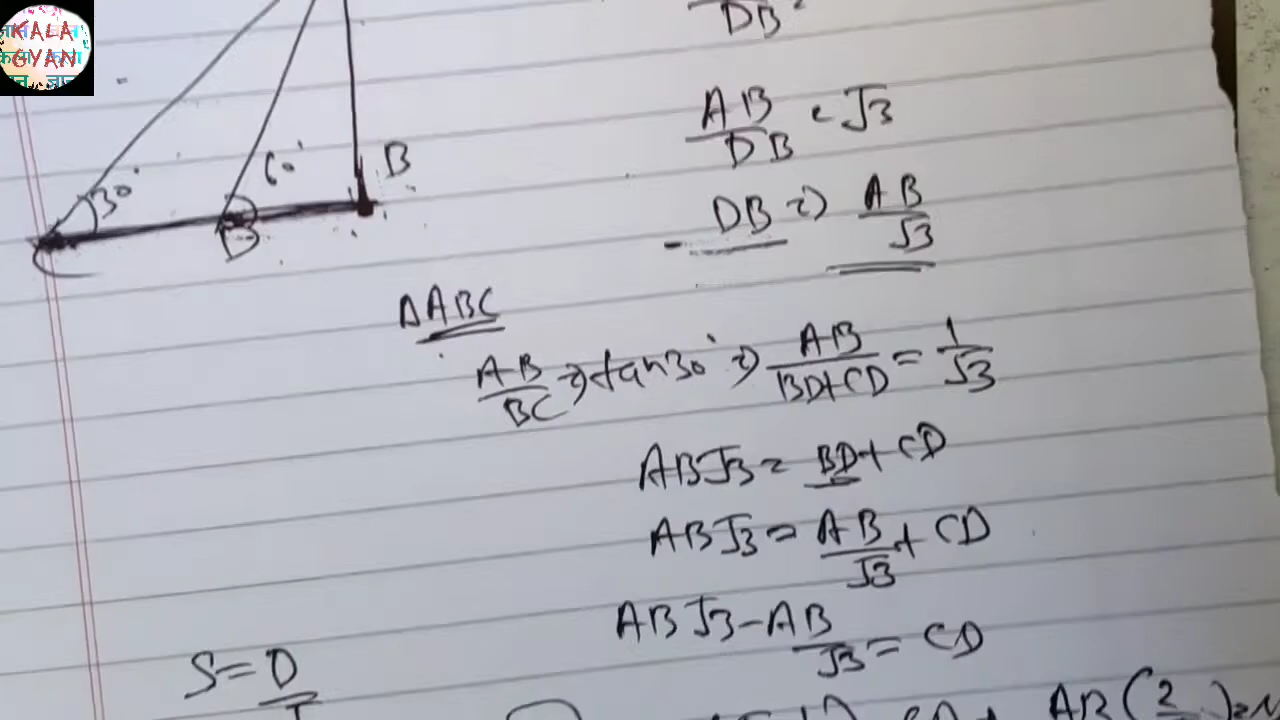 KALA
GYAN
DB
AB/DB = √3
30°
60°
B
D
C
DB => AB/√3
ΔABC
AB/BC => tan30° => AB/BD+CD = 1/√3
AB√3 = BD+CD
AB√3 = AB/√3 + CD
AB√3 - AB/√3 = CD
S = D/T